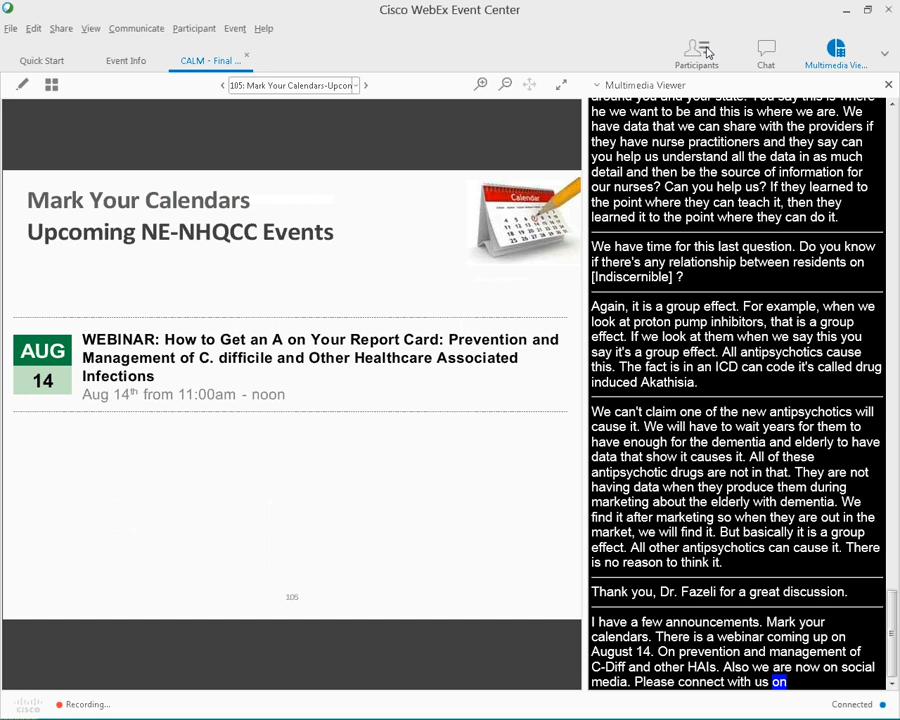 Cisco WebEx Event Center
File Edit Share View Communicate Participant Event Help
Quick Start Event Info CALM - Final ...
Participants Chat Multimedia Vie...
105: Mark Your Calendars-Upcon
Multimedia Viewer
Mark Your Calendars
Upcoming NE-NHQCC Events
Calendar
AUG
14
WEBINAR: How to Get an A on Your Report Card: Prevention and
Management of C. difficile and Other Healthcare Associated
Infections
Aug 14th from 11:00am - noon
105
around you and your state. You say this is where
he we want to be and this is where we are. We
have data that we can share with the providers if
they have nurse practitioners and they say can
you help us understand all the data in as much
detail and then be the source of information for
our nurses? Can you help us? If they learned to
the point where they can teach it, then they
learned it to the point where they can do it.
We have time for this last question. Do you know
if there's any relationship between residents on
[Indiscernible] ?
Again, it is a group effect. For example, when we
look at proton pump inhibitors, that is a group
effect. If we look at them when we say this you
say it's a group effect. All antipsychotics cause
this. The fact is in an ICD can code it's called drug
induced Akathisia.
We can't claim one of the new antipsychotics will
cause it. We will have to wait years for them to
have enough for the dementia and elderly to have
data that show it causes it. All of these
antipsychotic drugs are not in that. They are not
having data when they produce them during
marketing about the elderly with dementia. We
find it after marketing so when they are out in the
market, we will find it. But basically it is a group
effect. All other antipsychotics can cause it. There
is no reason to think it.
Thank you, Dr. Fazeli for a great discussion.
I have a few announcements. Mark your
calendars. There is a webinar coming up on
August 14. On prevention and management of
C-Diff and other HAIs. Also we are now on social
media. Please connect with us on
cisco Recording... Connected